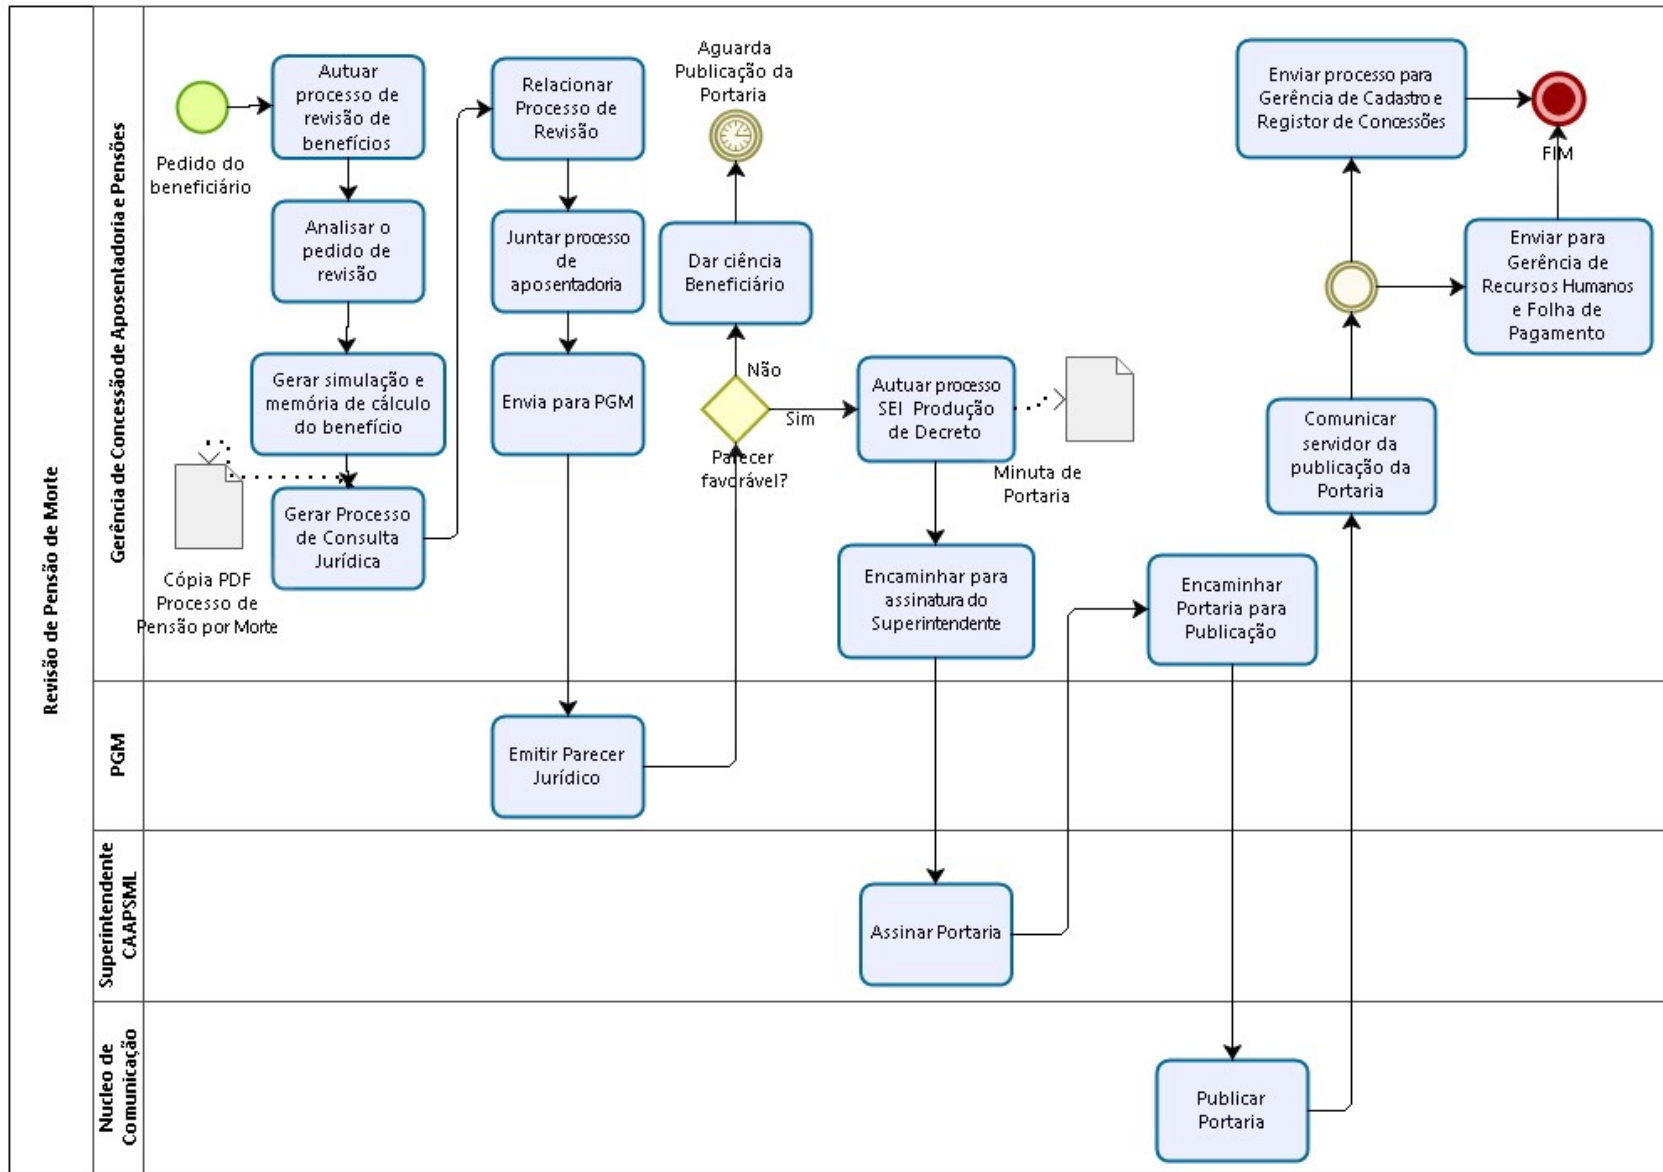 Revisão de Pensão de Morte
Gerência de Concessão de Aposentadoria e Pensões
Pedido do
beneficiário
Autuar
processo de
revisão de
benefícios
Analisar o
pedido de
revisão
Gerar simulação e
memória de cálculo
do benefício
Cópia PDF
Processo de
Pensão por Morte
Gerar Processo
de Consulta
Jurídica
Relacionar
Processo de
Revisão
Juntar processo
de
aposentadoria
Envia para PGM
Aguarda
Publicação da
Portaria
Dar ciência
Beneficiário
Não
Sim
Parecer
favorável?
Autuar processo
SEI Produção
de Decreto
Minuta de
Portaria
Encaminhar para
assinatura do
Superintendente
Encaminhar
Portaria para
Publicação
Enviar processo para
Gerência de Cadastro e
Registor de Concessões
FIM
Enviar para
Gerência de
Recursos Humanos
e Folha de
Pagamento
Comunicar
servidor da
publicação da
Portaria
PGM
Emitir Parecer
Jurídico
Superintendente
CAAPSML
Assinar Portaria
Nucleo de
Comunicação
Publicar
Portaria